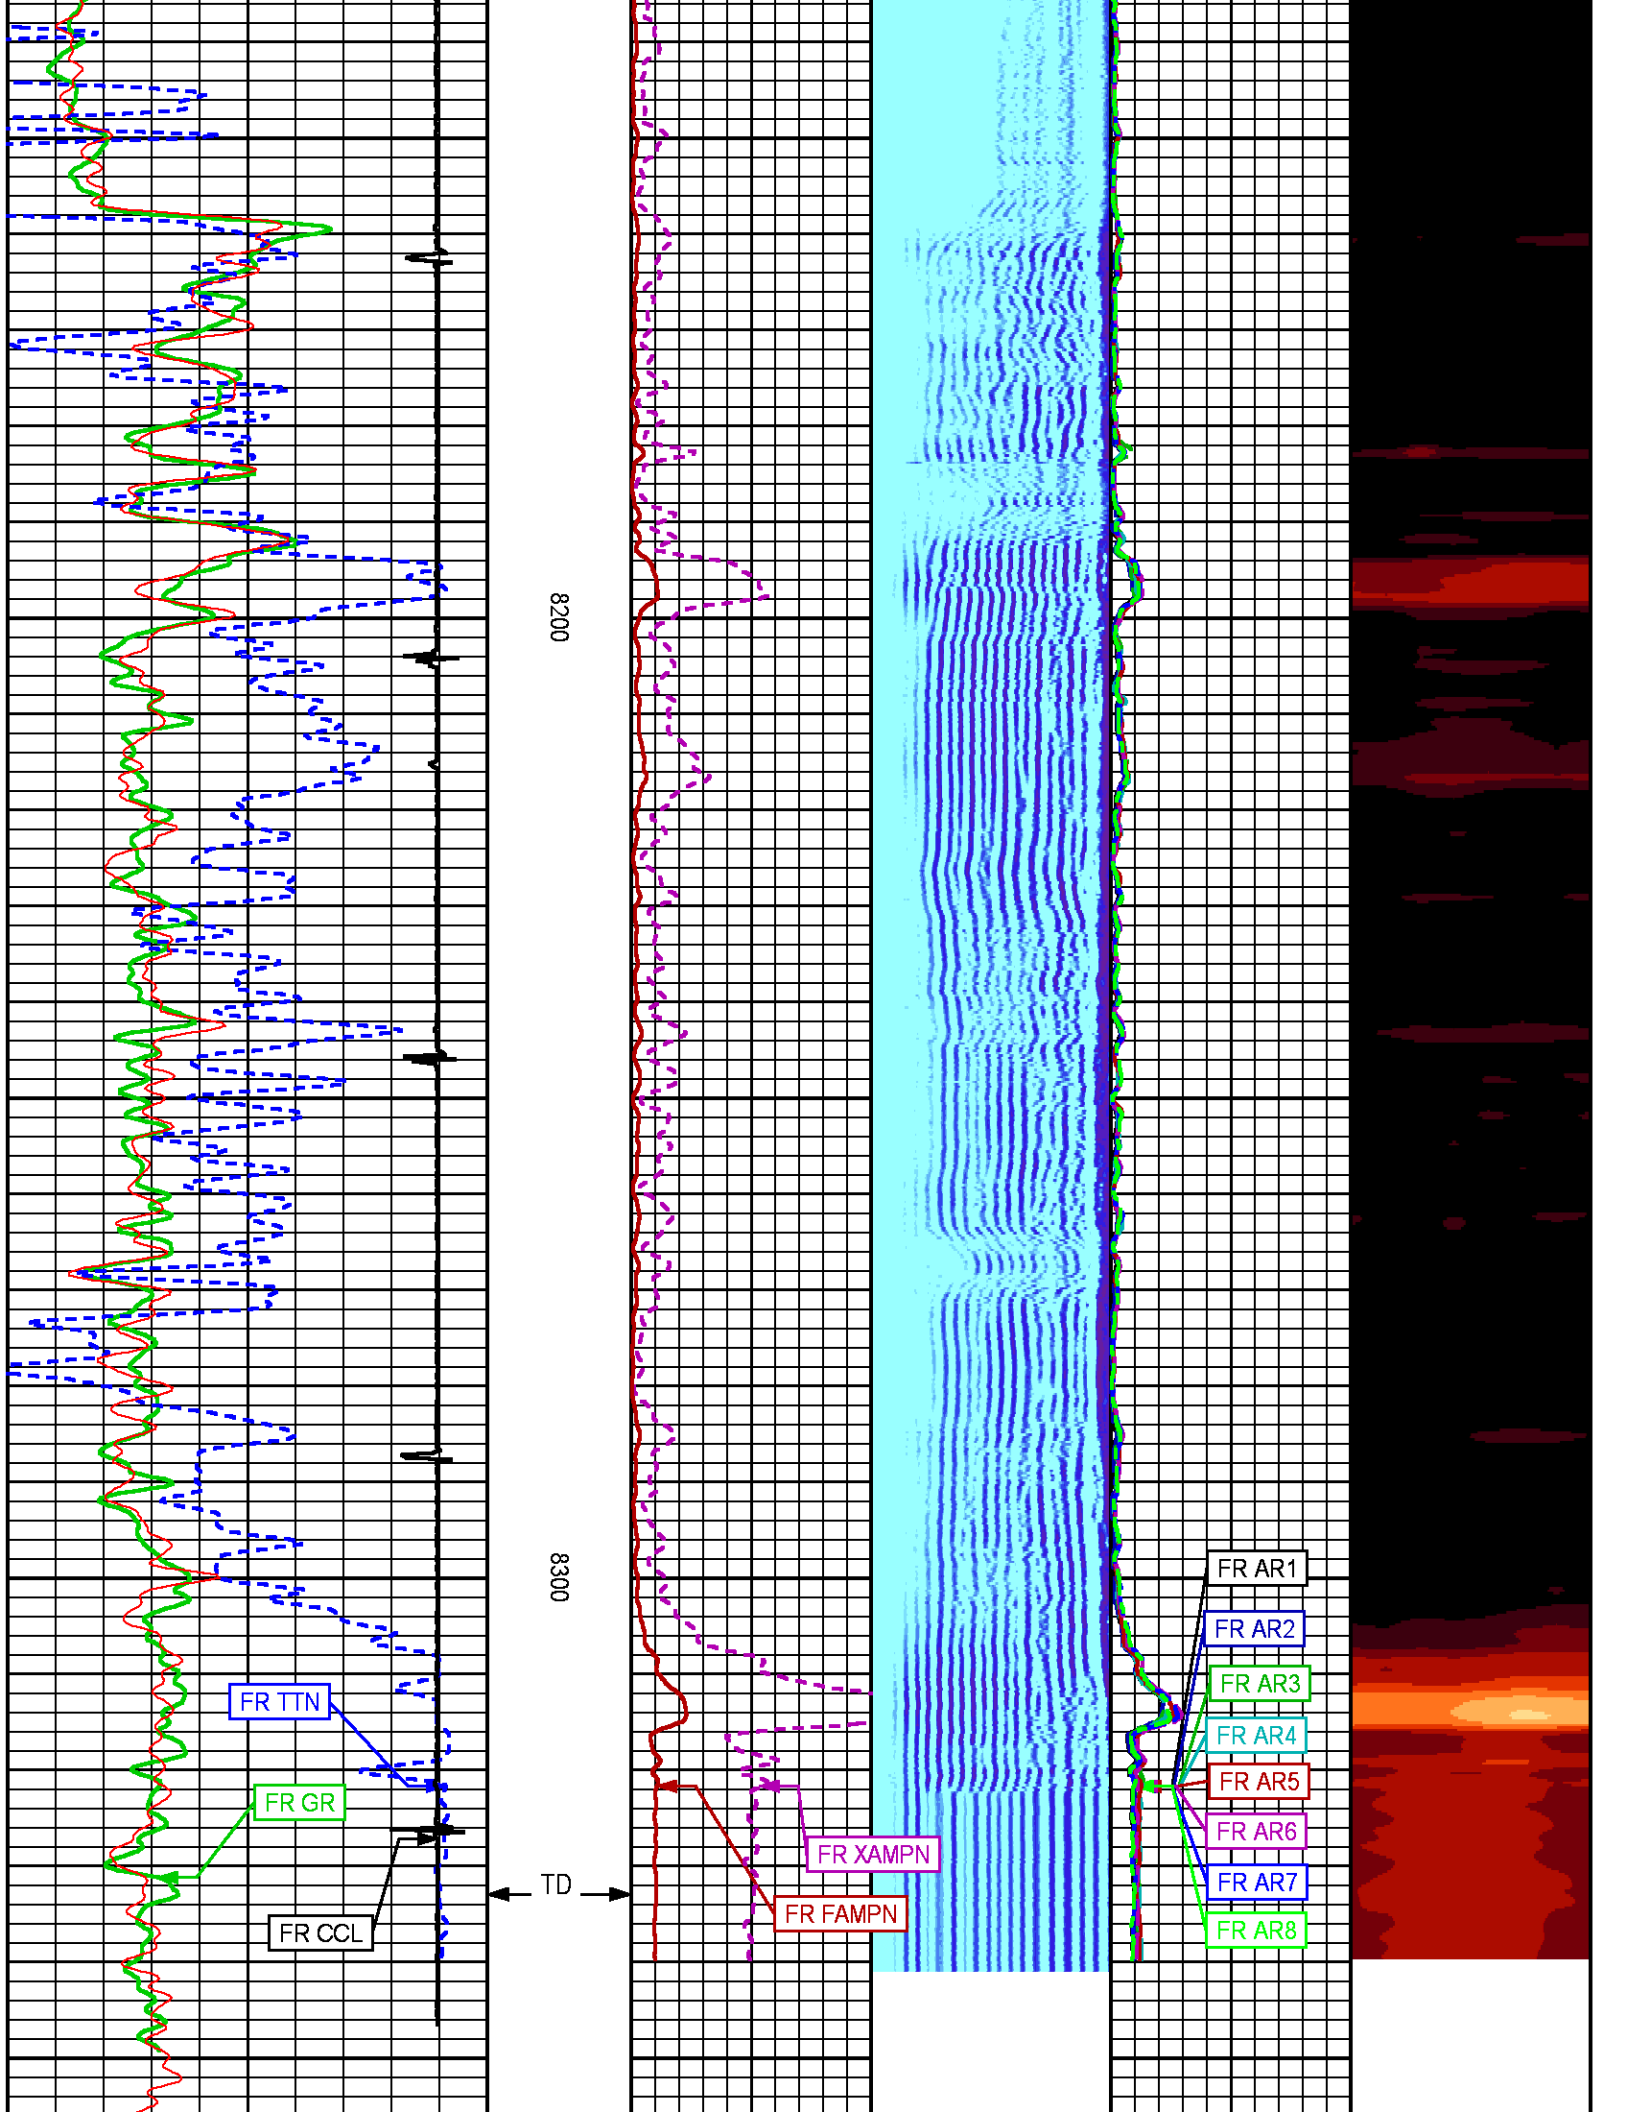 8200
8300
FR AR1
FR AR2
FR AR3
FR TTN
FR AR4
FR AR5
FR GR
FR AR6
FR XAMPN
FR AR7
TD
FR FAMPN
FR CCL
FR AR8